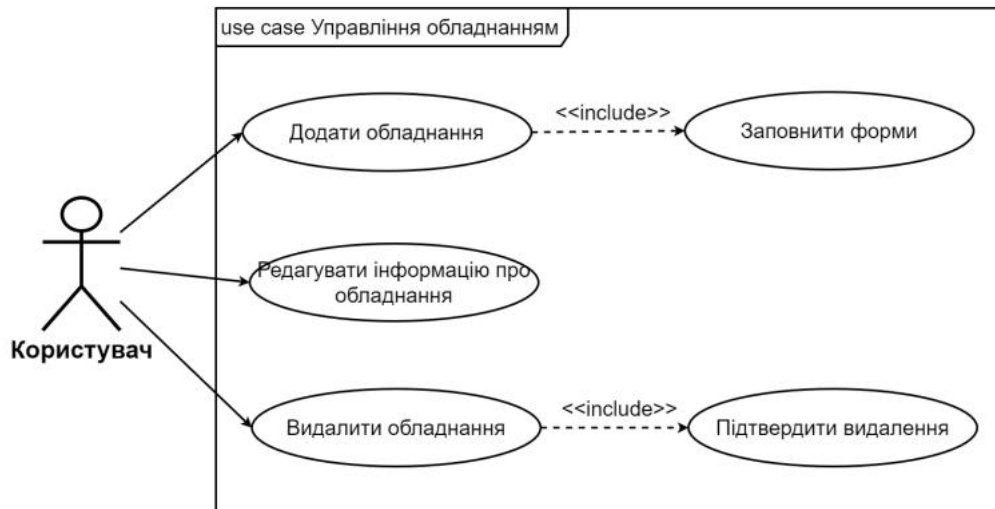 use case Управління обладнанням
Додати обладнання
<<include>>
Заповнити форми
Редагувати інформацію про
обладнання
Користувач
Видалити обладнання
<<include>>
Підтвердити видалення